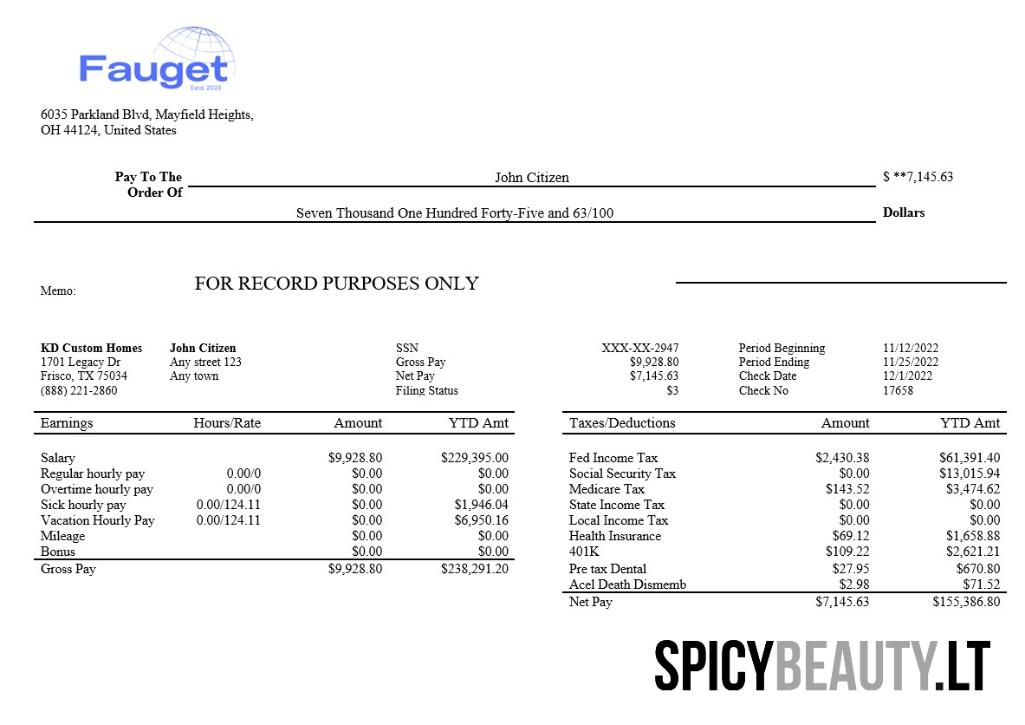 Fauget
Estd. 2023
6035 Parkland Blvd, Mayfield Heights,
OH 44124, United States
Pay To The John Citizen $ **7,145.63
Order Of
Seven Thousand One Hundred Forty-Five and 63/100 Dollars
Memo: FOR RECORD PURPOSES ONLY
KD Custom Homes John Citizen SSN XXX-XX-2947 Period Beginning 11/12/2022
1701 Legacy Dr Any street 123 Gross Pay $9,928.80 Period Ending 11/25/2022
Frisco, TX 75034 Any town Net Pay $7,145.63 Check Date 12/1/2022
(888) 221-2860 Filing Status $3 Check No 17658
Earnings Hours/Rate Amount YTD Amt Taxes/Deductions Amount YTD Amt
Salary $9,928.80 $229,395.00 Fed Income Tax $2,430.38 $61,391.40
Regular hourly pay 0.00/0 $0.00 $0.00 Social Security Tax $0.00 $13,015.94
Overtime hourly pay 0.00/0 $0.00 $0.00 Medicare Tax $143.52 $3,474.62
Sick hourly pay 0.00/124.11 $0.00 $1,946.04 State Income Tax $0.00 $0.00
Vacation Hourly Pay 0.00/124.11 $0.00 $6,950.16 Local Income Tax $0.00 $0.00
Mileage $0.00 $0.00 Health Insurance $69.12 $1,658.88
Bonus $0.00 $0.00 401K $109.22 $2,621.21
Gross Pay $9,928.80 $238,291.20 Pre tax Dental $27.95 $670.80
Acel Death Dismemb $2.98 $71.52
Net Pay $7,145.63 $155,386.80
SPICYBEAUTY.LT